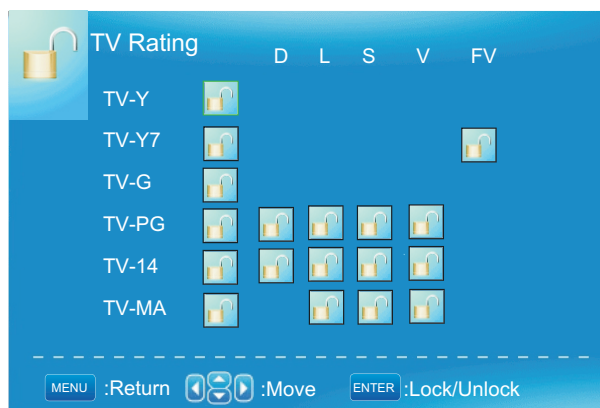 TV Rating D L S V FV
TV-Y
TV-Y7
TV-G
TV-PG
TV-14
TV-MA
MENU :Return :Move ENTER :Lock/Unlock